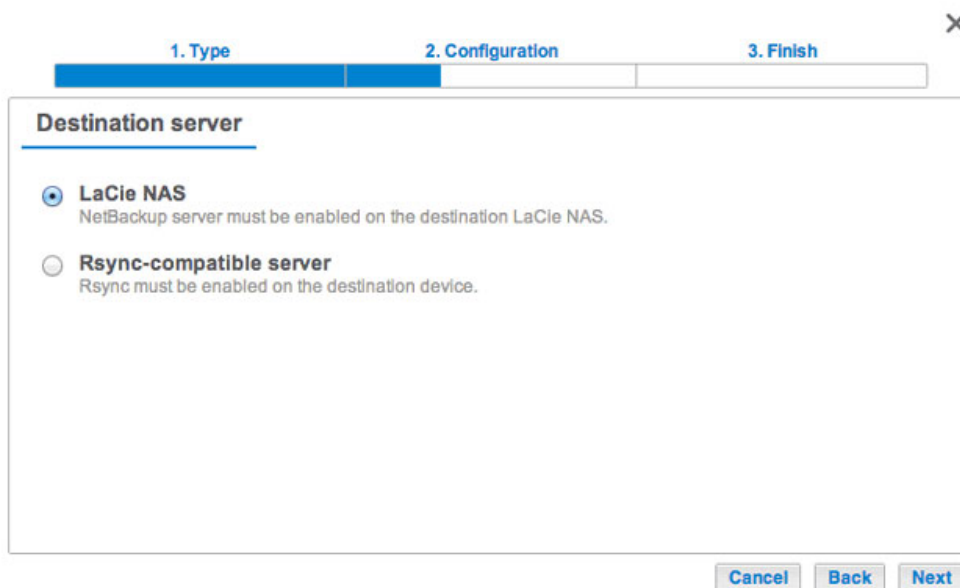 1. Type 2. Configuration 3. Finish
Destination server
LaCie NAS
NetBackup server must be enabled on the destination LaCie NAS.
Rsync-compatible server
Rsync must be enabled on the destination device.
Cancel Back Next